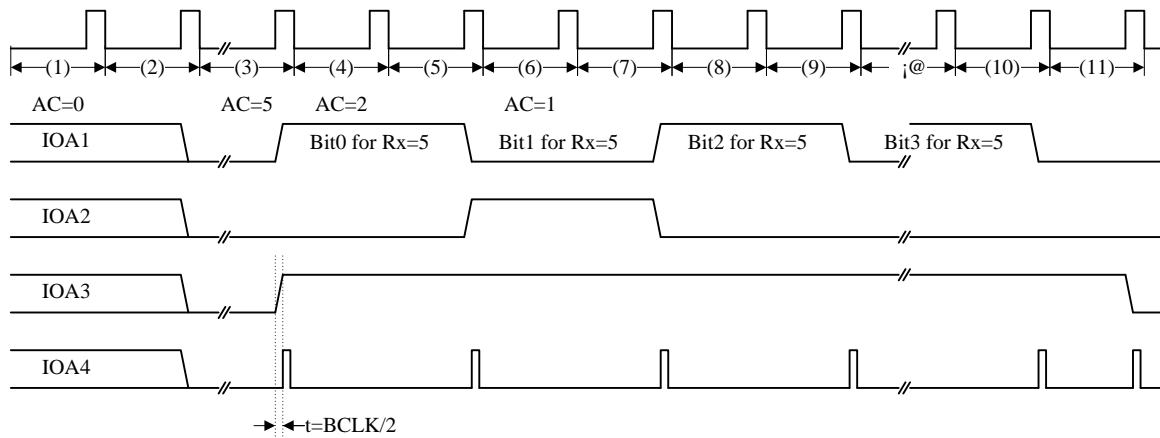 (1) (2) (3) (4) (5) (6) (7) (8) (9) ¡@ (10) (11)
AC=0 AC=5 AC=2 AC=1
IOA1 Bit0 for Rx=5 Bit1 for Rx=5 Bit2 for Rx=5 Bit3 for Rx=5
IOA2
IOA3
IOA4
t=BCLK/2